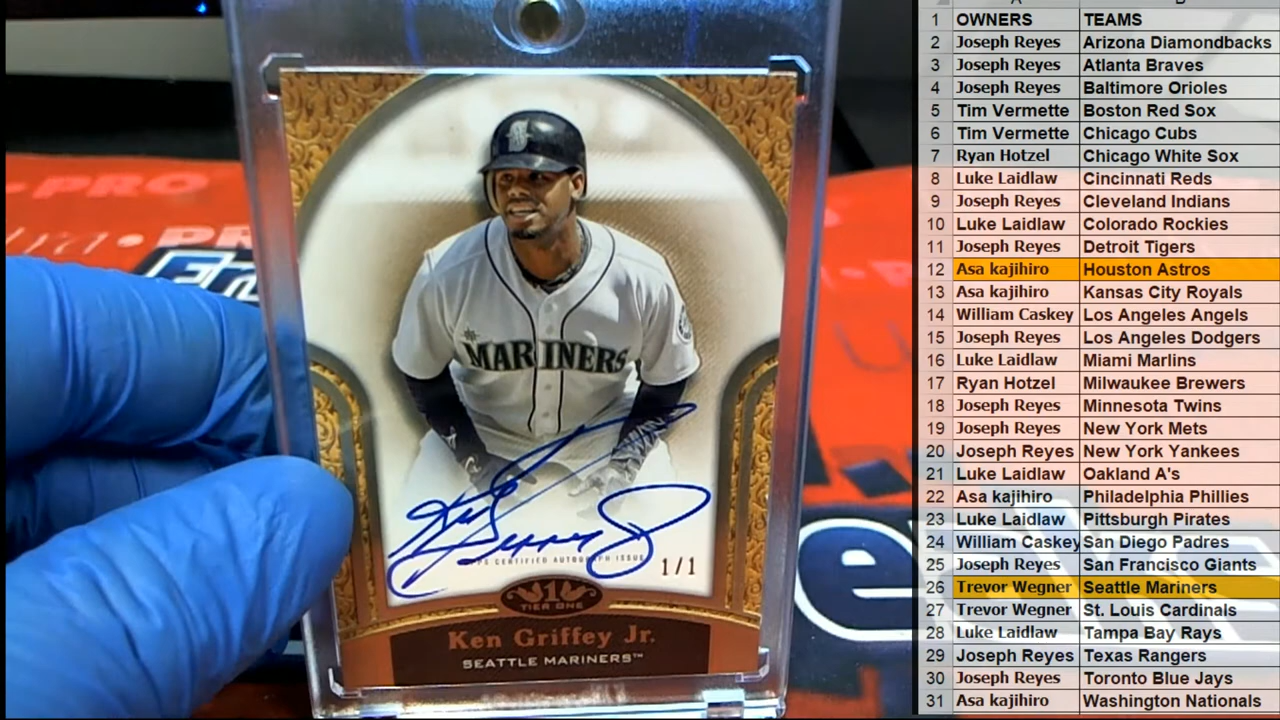 PRO
PRO
MARINERS
TOPPS CERTIFIED AUTOGRAPH ISSUE
1/1
1
TIER ONE
Ken Griffey Jr.
SEATTLE MARINERS™
A B
1 OWNERS TEAMS
2 Joseph Reyes Arizona Diamondbacks
3 Joseph Reyes Atlanta Braves
4 Joseph Reyes Baltimore Orioles
5 Tim Vermette Boston Red Sox
6 Tim Vermette Chicago Cubs
7 Ryan Hotzel Chicago White Sox
8 Luke Laidlaw Cincinnati Reds
9 Joseph Reyes Cleveland Indians
10 Luke Laidlaw Colorado Rockies
11 Joseph Reyes Detroit Tigers
12 Asa kajihiro Houston Astros
13 Asa kajihiro Kansas City Royals
14 William Caskey Los Angeles Angels
15 Joseph Reyes Los Angeles Dodgers
16 Luke Laidlaw Miami Marlins
17 Ryan Hotzel Milwaukee Brewers
18 Joseph Reyes Minnesota Twins
19 Joseph Reyes New York Mets
20 Joseph Reyes New York Yankees
21 Luke Laidlaw Oakland A's
22 Asa kajihiro Philadelphia Phillies
23 Luke Laidlaw Pittsburgh Pirates
24 William Caskey San Diego Padres
25 Joseph Reyes San Francisco Giants
26 Trevor Wegner Seattle Mariners
27 Trevor Wegner St. Louis Cardinals
28 Luke Laidlaw Tampa Bay Rays
29 Joseph Reyes Texas Rangers
30 Joseph Reyes Toronto Blue Jays
31 Asa kajihiro Washington Nationals